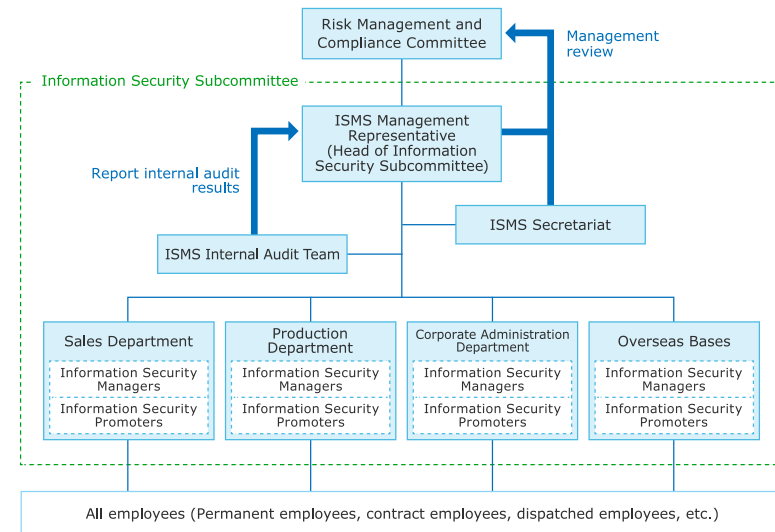 Risk Management and
Compliance Committee
Management
review
Information Security Subcommittee
ISMS Management
Representative
(Head of Information
Security Subcommittee)
Report internal audit
results
ISMS Secretariat
ISMS Internal Audit Team
Sales Department
Information Security
Managers
Information Security
Promoters
Production
Department
Information Security
Managers
Information Security
Promoters
Corporate Administration
Department
Information Security
Managers
Information Security
Promoters
Overseas Bases
Information Security
Managers
Information Security
Promoters
All employees (Permanent employees, contract employees, dispatched employees, etc.)